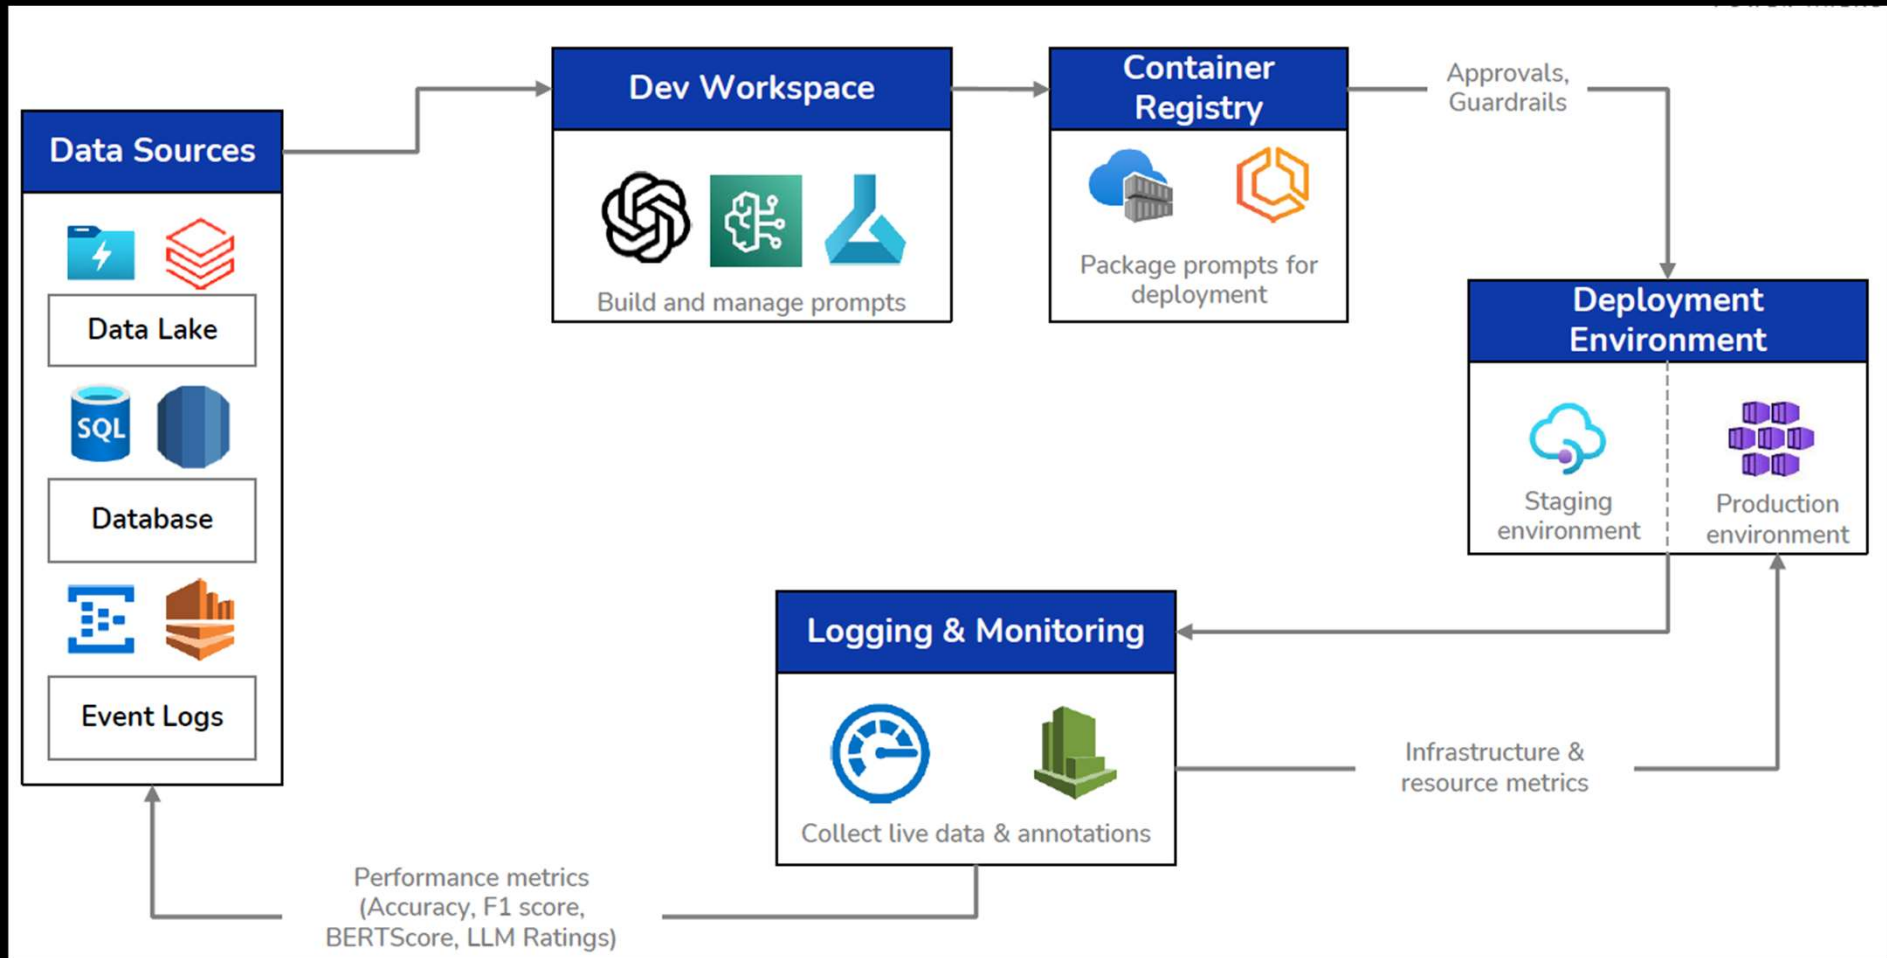 Data Sources
Data Lake
SQL
Database
Event Logs
Dev Workspace
Build and manage prompts
Container
Registry
Package prompts for
deployment
Approvals,
Guardrails
Deployment
Environment
Staging
environment
Production
environment
Logging & Monitoring
Collect live data & annotations
Infrastructure &
resource metrics
Performance metrics
(Accuracy, F1 score,
BERTScore, LLM Ratings)